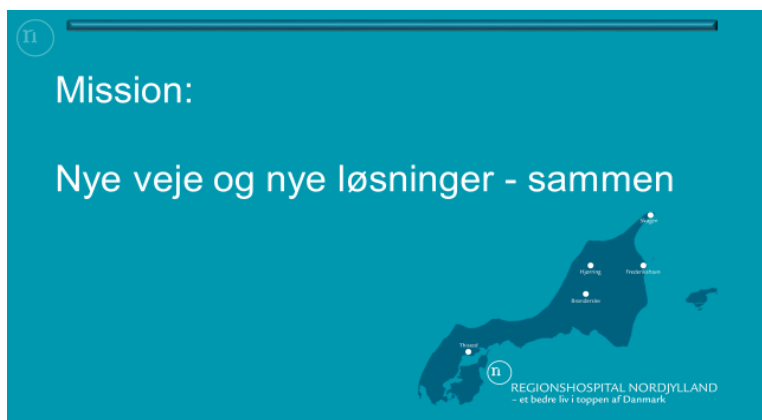 n
Mission:
Nye veje og nye løsninger - sammen
Skagen
Hjørring
Frederikshavn
Brønderslev
Thisted
n
REGIONSHOSPITAL NORDJYLLAND
– et bedre liv i toppen af Danmark